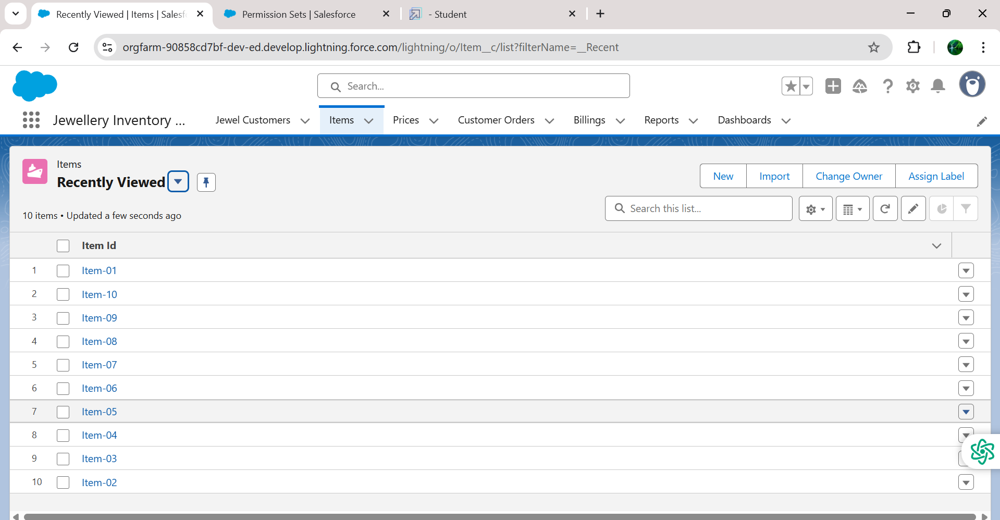 Recently Viewed | Items | Salesf
Permission Sets | Salesforce
- Student
orgfarm-90858cd7bf-dev-ed.develop.lightning.force.com/lightning/o/Item__c/list?filterName=__Recent
Search...
Jewellery Inventory ...
Jewel Customers
Items
Prices
Customer Orders
Billings
Reports
Dashboards
Items
Recently Viewed
New
Import
Change Owner
Assign Label
10 items • Updated a few seconds ago
Search this list...
Item Id
1 Item-01
2 Item-10
3 Item-09
4 Item-08
5 Item-07
6 Item-06
7 Item-05
8 Item-04
9 Item-03
10 Item-02